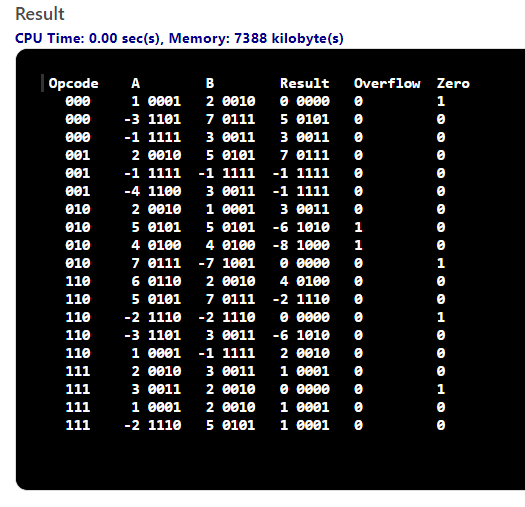 Result
CPU Time: 0.00 sec(s), Memory: 7388 kilobyte(s)
Opcode A B Result Overflow Zero
000 1 0001 2 0010 0 0000 0 1
000 -3 1101 7 0111 5 0101 0 0
000 -1 1111 3 0011 3 0011 0 0
001 2 0010 5 0101 7 0111 0 0
001 -1 1111 -1 1111 -1 1111 0 0
001 -4 1100 3 0011 -1 1111 0 0
010 2 0010 1 0001 3 0011 0 0
010 5 0101 5 0101 -6 1010 1 0
010 4 0100 4 0100 -8 1000 1 0
010 7 0111 -7 1001 0 0000 0 1
110 6 0110 2 0010 4 0100 0 0
110 5 0101 7 0111 -2 1110 0 0
110 -2 1110 -2 1110 0 0000 0 1
110 -3 1101 3 0011 -6 1010 0 0
110 1 0001 -1 1111 2 0010 0 0
111 2 0010 3 0011 1 0001 0 0
111 3 0011 2 0010 0 0000 0 1
111 1 0001 2 0010 1 0001 0 0
111 -2 1110 5 0101 1 0001 0 0